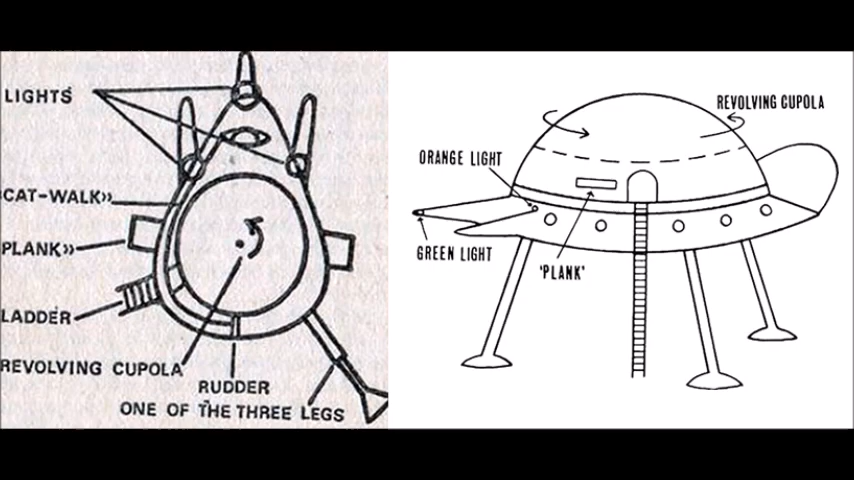 LIGHTS
CAT-WALK»
PLANK»
LADDER
REVOLVING CUPOLA
RUDDER
ONE OF THE THREE LEGS
REVOLVING CUPOLA
ORANGE LIGHT
GREEN LIGHT
'PLANK'